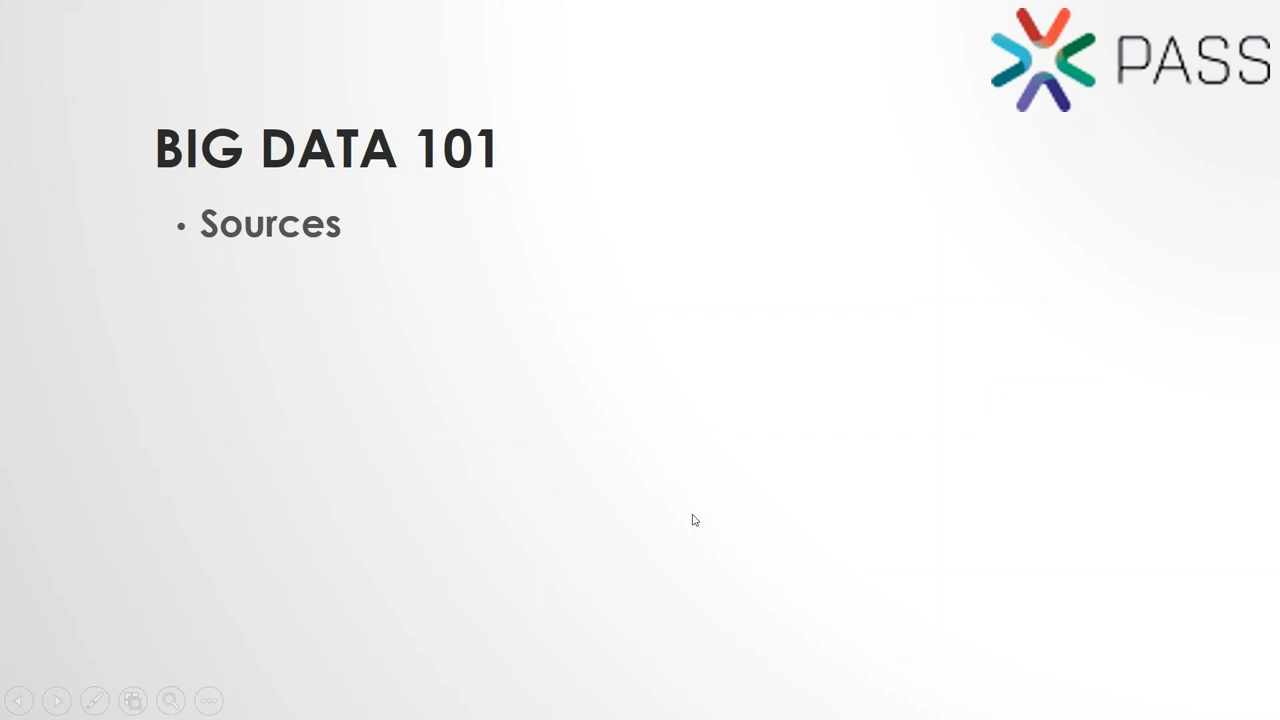 PASS
BIG DATA 101
• Sources